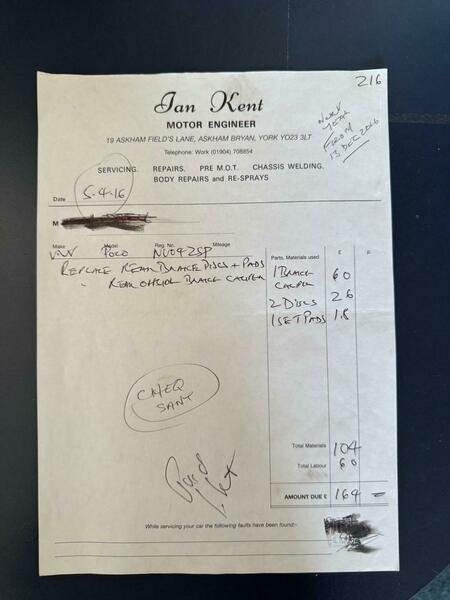 216
Ian Kent
MOTOR ENGINEER
19 ASKHAM FIELD'S LANE, ASKHAM BRYAN, YORK YO23 3LT
Telephone: Work (01904) 708854
YEAR
FROM
13 DEC 2016
SERVICING. REPAIRS. PRE M.O.T. CHASSIS WELDING.
BODY REPAIRS and RE-SPRAYS
Date 5-4-16
M
Make Model Reg. No. Mileage
VW POLO
Parts, Materials used £ P
REPLACE REAR BRAKE DISCS + PADS
REAR OFFSIDE BRAKE CALIPER
1 BRAKE CALIPER 60
2 DISCS 26
1 SET PADS 18
CHEQ
SANT
Total Materials 104
Total Labour 60
AMOUNT DUE £ 164 =
Paid
While servicing your car the following faults have been found:-